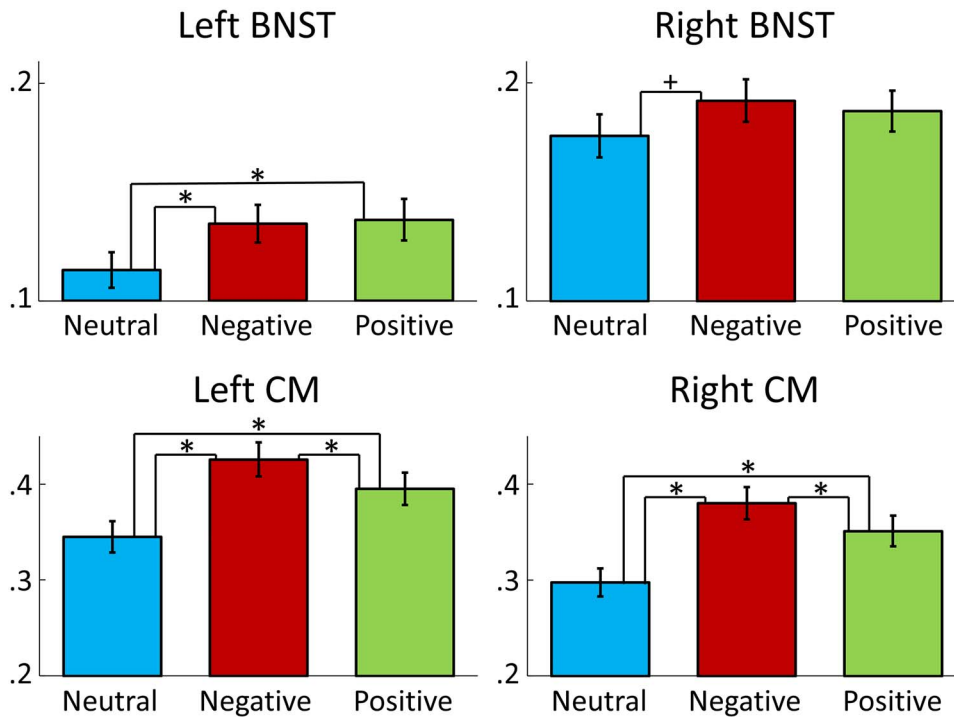 Left BNST
.2
*
*
.1
Neutral Negative Positive
Right BNST
.2
+
.1
Neutral Negative Positive
Left CM
*
*
*
.4
.3
.2
Neutral Negative Positive
Right CM
.4
*
*
*
.3
.2
Neutral Negative Positive